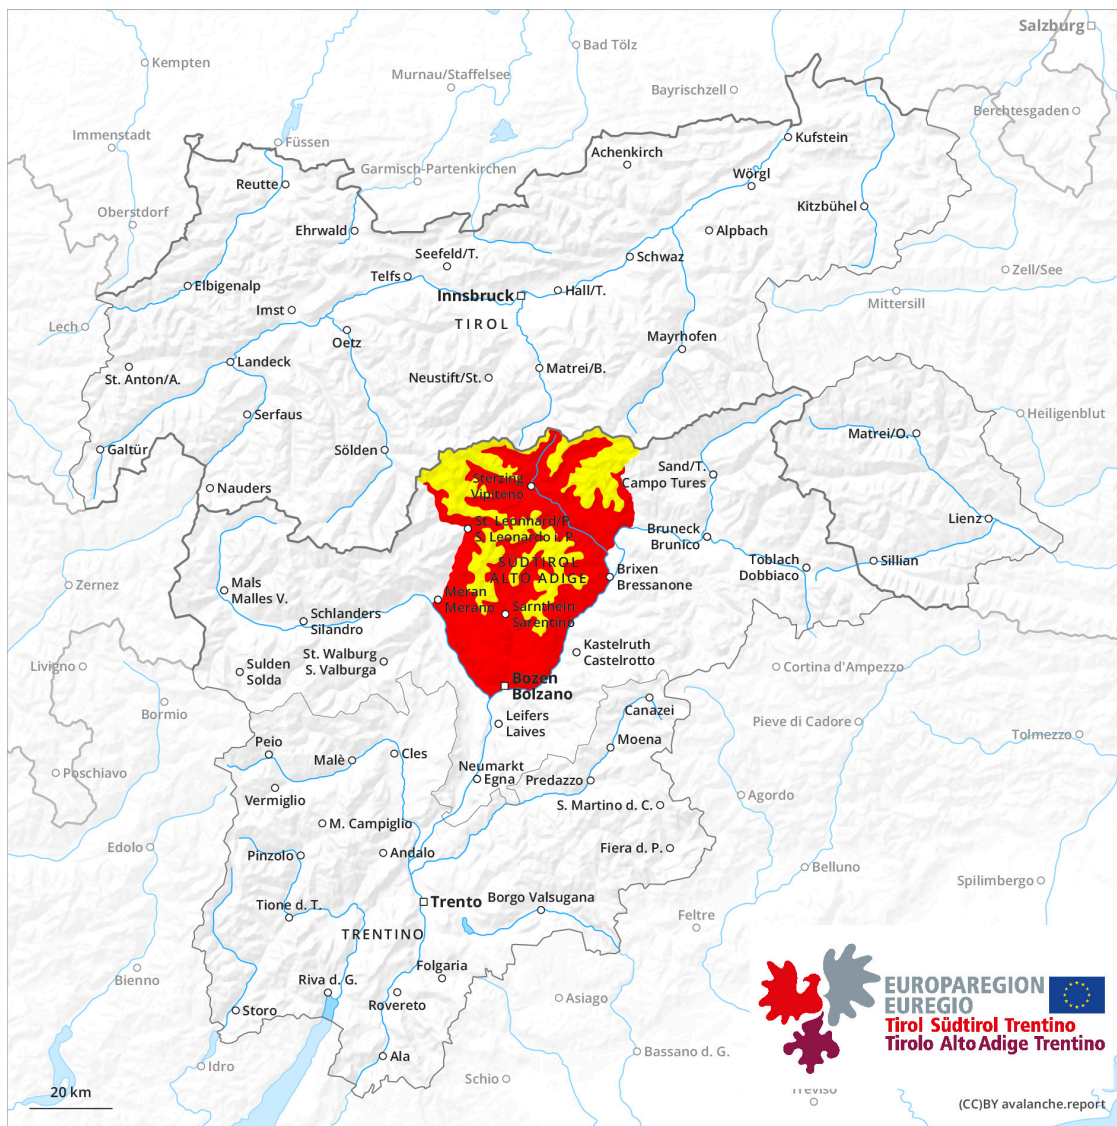 Salzburg
Bad Tölz
Kempten
Murnau/Staffelsee
Bayrischzell
Berchtesgaden
Immenstadt
Füssen
Kufstein
Achenkirch
Garmisch-Partenkirchen
Wörgl
Reutte
Oberstdorf
Kitzbühel
Ehrwald
Alpbach
Seefeld/T.
Schwaz
Telfs
Zell/See
Elbigenalp
Hall/T.
Innsbruck
Mittersill
Imst
TIROL
Lech
Oetz
Mayrhofen
Landeck
Matrei/B.
St. Anton/A.
Neustift/St.
Serfaus
Heiligenblut
Matrei/O.
Galtür
Sölden
Sand/T.
Campo Tures
Sterzing
Vipiteno
Nauders
Lienz
St. Leonhard/P.
S. Leonardo i. P.
Bruneck
Brunico
Toblach
Dobbiaco
Sillian
SÜDTIROL
ALTO ADIGE
Brixen
Bressanone
Zernez
Mals
Malles V.
Meran
Merano
Sarnthein
Sarentino
Schlanders
Silandro
Kastelruth
Castelrotto
St. Walburg
S. Valburga
Livigno
Sulden
Solda
Cortina d'Ampezzo
Bozen
Bolzano
Bormio
Canazei
Leifers
Laives
Pieve di Cadore
Tolmezzo
Peio
Moena
Malè
Cles
Neumarkt
Egna
Predazzo
Poschiavo
Vermiglio
Agordo
S. Martino d. C.
M. Campiglio
Edolo
Pinzolo
Andalo
Fiera d. P.
Belluno
Spilimbergo
Tione d. T.
Trento
Borgo Valsugana
Feltre
TRENTINO
Folgaria
Bienno
Riva d. G.
Rovereto
Asiago
Storo
EUROPAREGION
EUREGIO
Tirol Südtirol Trentino
Tirolo Alto Adige Trentino
Ala
Idro
Bassano d. G.
Schio
Treviso
20 km
(CC)BY avalanche.report